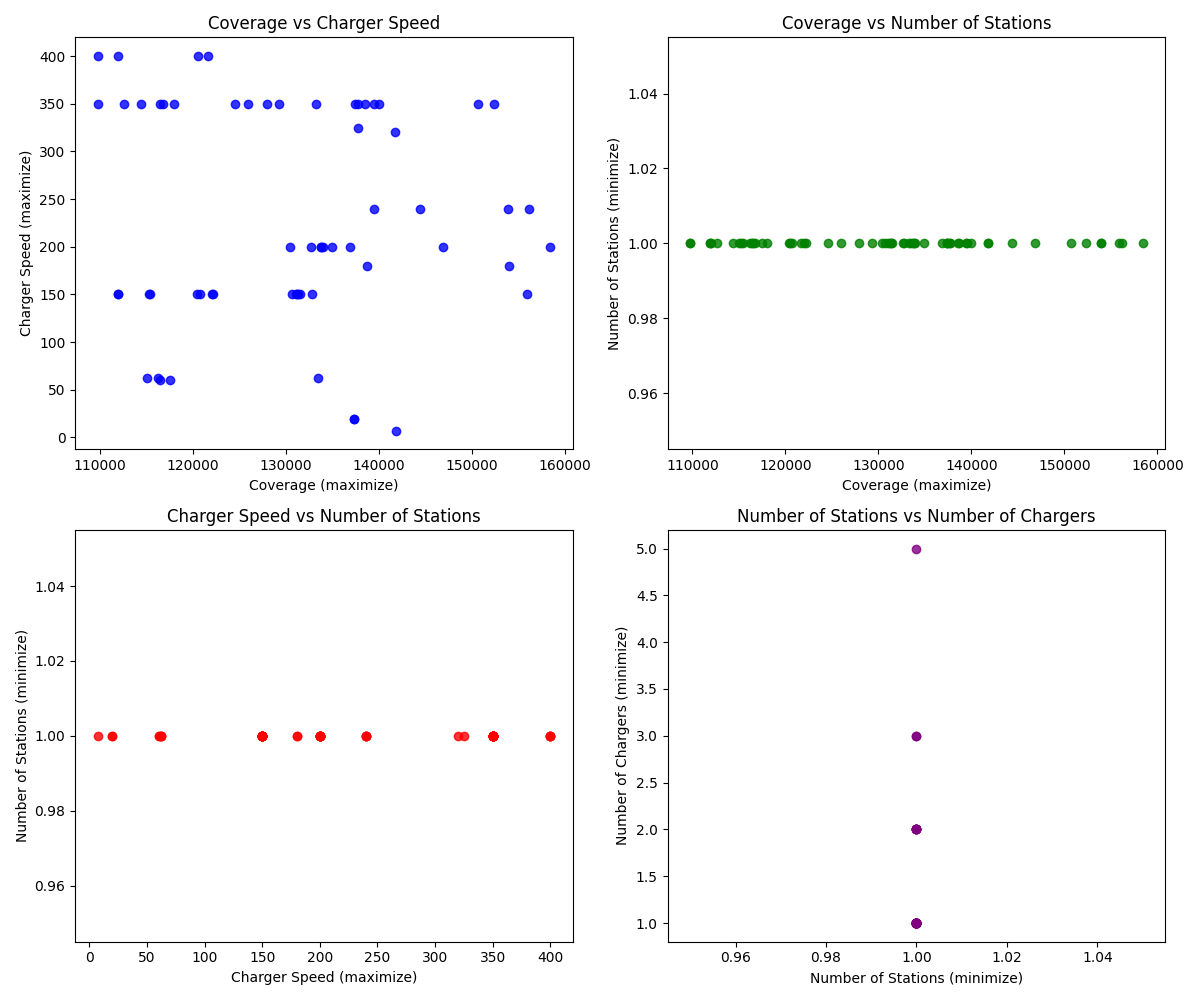 Coverage vs Charger Speed
Charger Speed (maximize)
400
350
300
250
200
150
100
50
0
110000 120000 130000 140000 150000 160000
Coverage (maximize)
Coverage vs Number of Stations
Number of Stations (minimize)
1.04
1.02
1.00
0.98
0.96
110000 120000 130000 140000 150000 160000
Coverage (maximize)
Charger Speed vs Number of Stations
Number of Stations (minimize)
1.04
1.02
1.00
0.98
0.96
0 50 100 150 200 250 300 350 400
Charger Speed (maximize)
Number of Stations vs Number of Chargers
Number of Chargers (minimize)
5.0
4.5
4.0
3.5
3.0
2.5
2.0
1.5
1.0
0.96 0.98 1.00 1.02 1.04
Number of Stations (minimize)